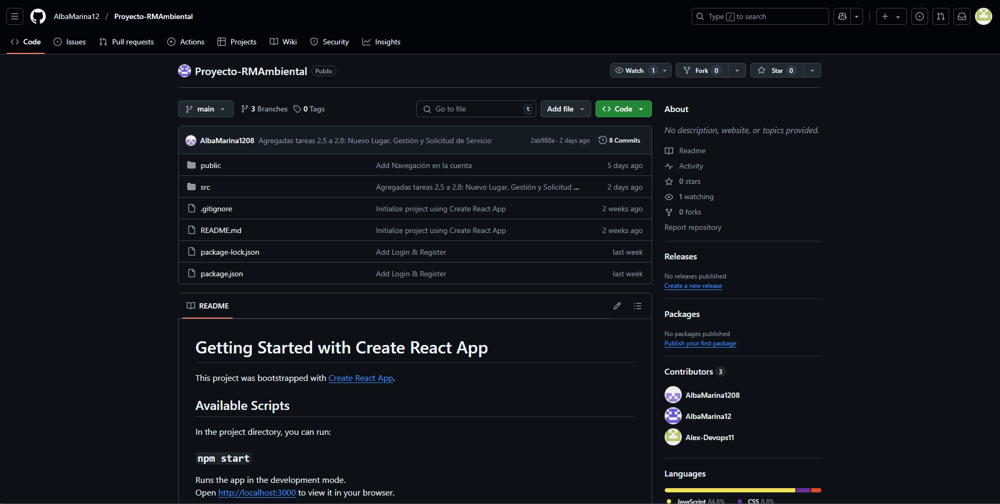 AlbaMarina12 / Proyecto-RMAmbiental
Type / to search
Code Issues Pull requests Actions Projects Wiki Security Insights
Proyecto-RMAmbiental Public
Watch 1 Fork 0 Star 0
main 3 Branches 0 Tags
Go to file t Add file Code
AlbaMarina1208 Agregadas tareas 2.5 a 2.8: Nuevo Lugar, Gestión y Solicitud de Servicio 2ab988a · 2 days ago 8 Commits
public Add Navegación en la cuenta 5 days ago
src Agregadas tareas 2.5 a 2.8: Nuevo Lugar, Gestión y Solicitud ... 2 days ago
.gitignore Initialize project using Create React App 2 weeks ago
README.md Initialize project using Create React App 2 weeks ago
package-lock.json Add Login & Register last week
package.json Add Login & Register last week
README
Getting Started with Create React App
This project was bootstrapped with Create React App.
Available Scripts
In the project directory, you can run:
npm start
Runs the app in the development mode.
Open http://localhost:3000 to view it in your browser.
About
No description, website, or topics provided.
Readme
Activity
0 stars
1 watching
0 forks
Report repository
Releases
No releases published
Create a new release
Packages
No packages published
Publish your first package
Contributors 3
AlbaMarina1208
AlbaMarina12
Alex-Devops11
Languages
JavaScript 84.8% CSS 8.8%